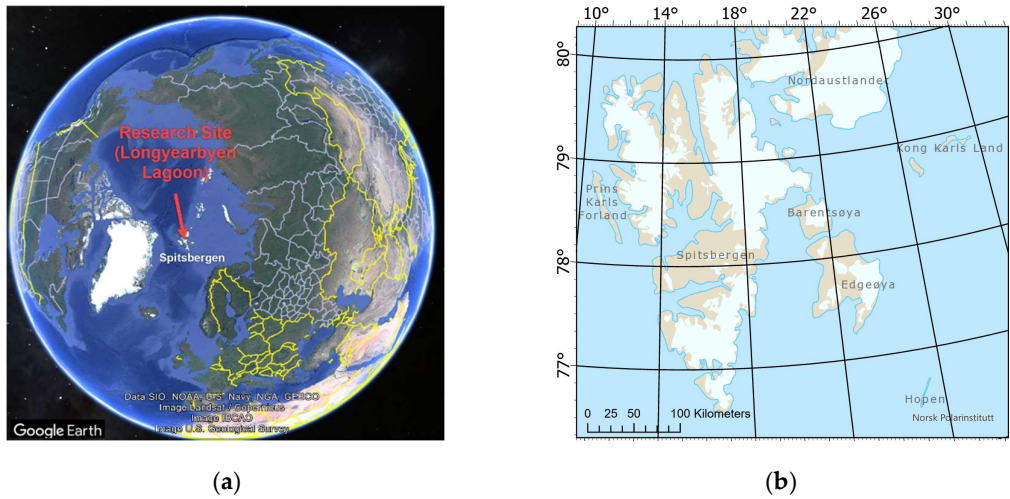 Research Site
(Longyearbyen
Lagoon)
Spitsbergen
Data SIO. NOAA, U.S. Navy, NGA, GEBCO
Image Landsat / Copernicus
Image IBCAO
Image U.S. Geological Survey
Google Earth
(a)
10° 14° 18° 22° 26° 30°
80°
79°
78°
77°
Nordaustlandet
Kong Karls Land
Prins
Karls
Forland
Barentsøya
Spitsbergen
Edgeøya
Hopen
Norsk Polarinstitutt
0 25 50 100 Kilometers
(b)